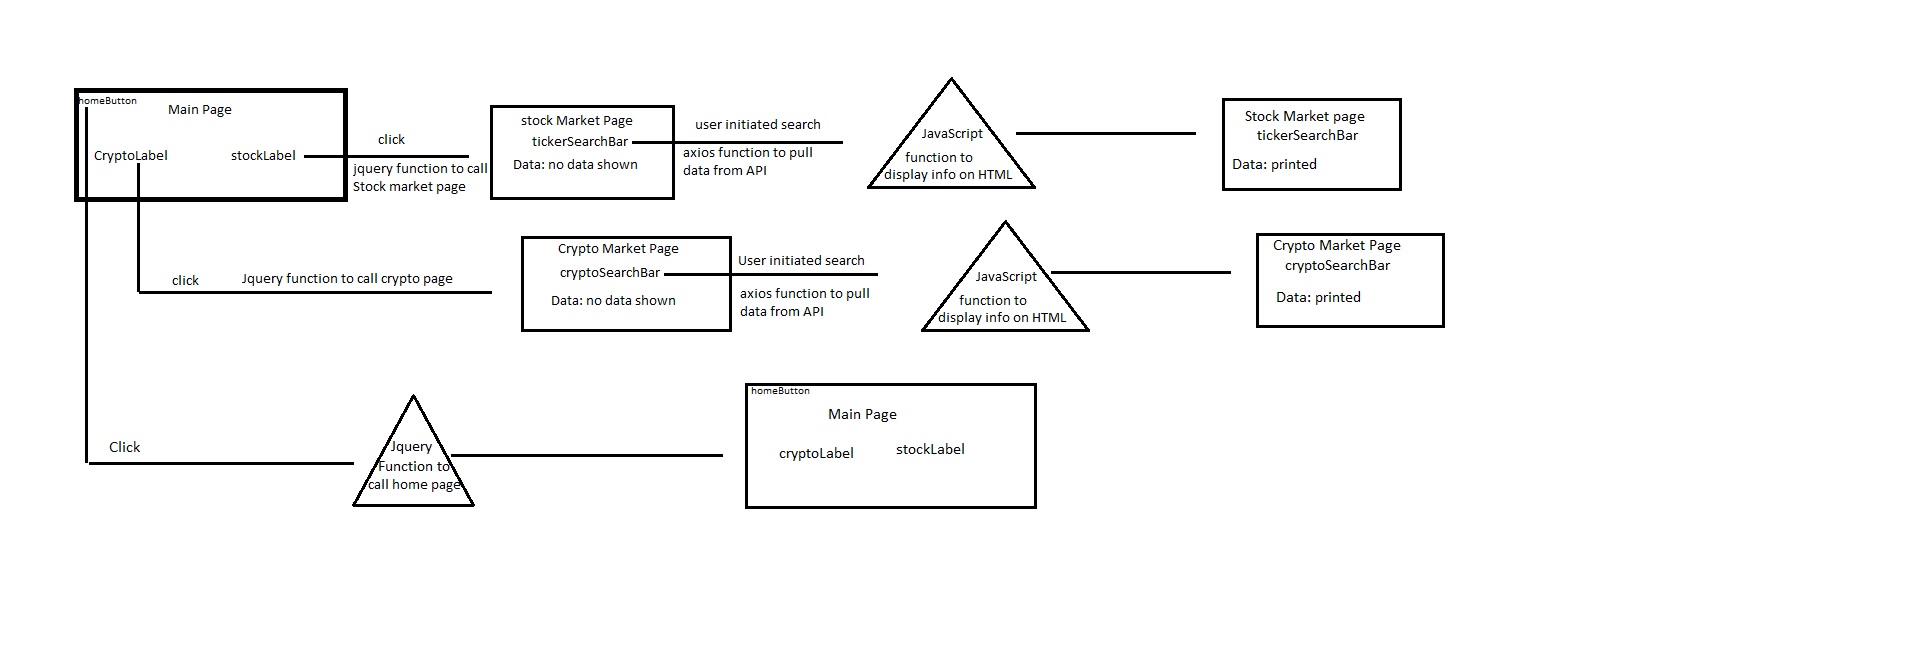 homeButton
Main Page
CryptoLabel
stockLabel
click
jquery function to call
Stock market page
stock Market Page
tickerSearchBar
Data: no data shown
user initiated search
axios function to pull
data from API
JavaScript
function to
display info on HTML
Stock Market page
tickerSearchBar
Data: printed
click
Jquery function to call crypto page
Crypto Market Page
cryptoSearchBar
Data: no data shown
User initiated search
axios function to pull
data from API
JavaScript
function to
display info on HTML
Crypto Market Page
cryptoSearchBar
Data: printed
Click
Jquery
Function to
call home page
homeButton
Main Page
cryptoLabel
stockLabel